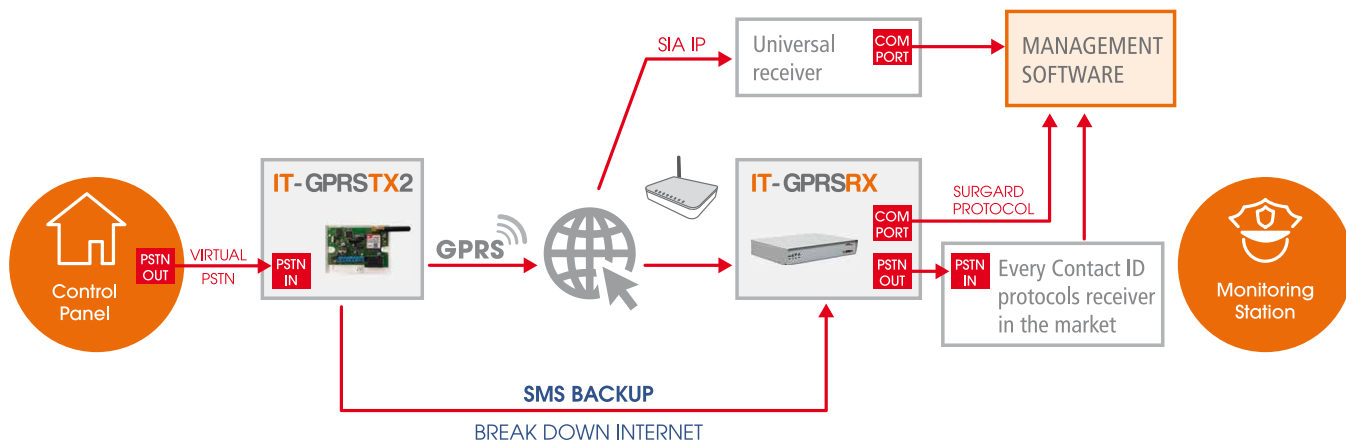 SIA IP
Universal
receiver
COM
PORT
MANAGEMENT
SOFTWARE
IT-GPRSTX2
IT-GPRSRX
SURGARD
PROTOCOL
COM
PORT
Control
Panel
PSTN
OUT
VIRTUAL
PSTN
PSTN
IN
GPRS
PSTN
OUT
PSTN
IN
Every Contact ID
protocols receiver
in the market
Monitoring
Station
SMS BACKUP
BREAK DOWN INTERNET